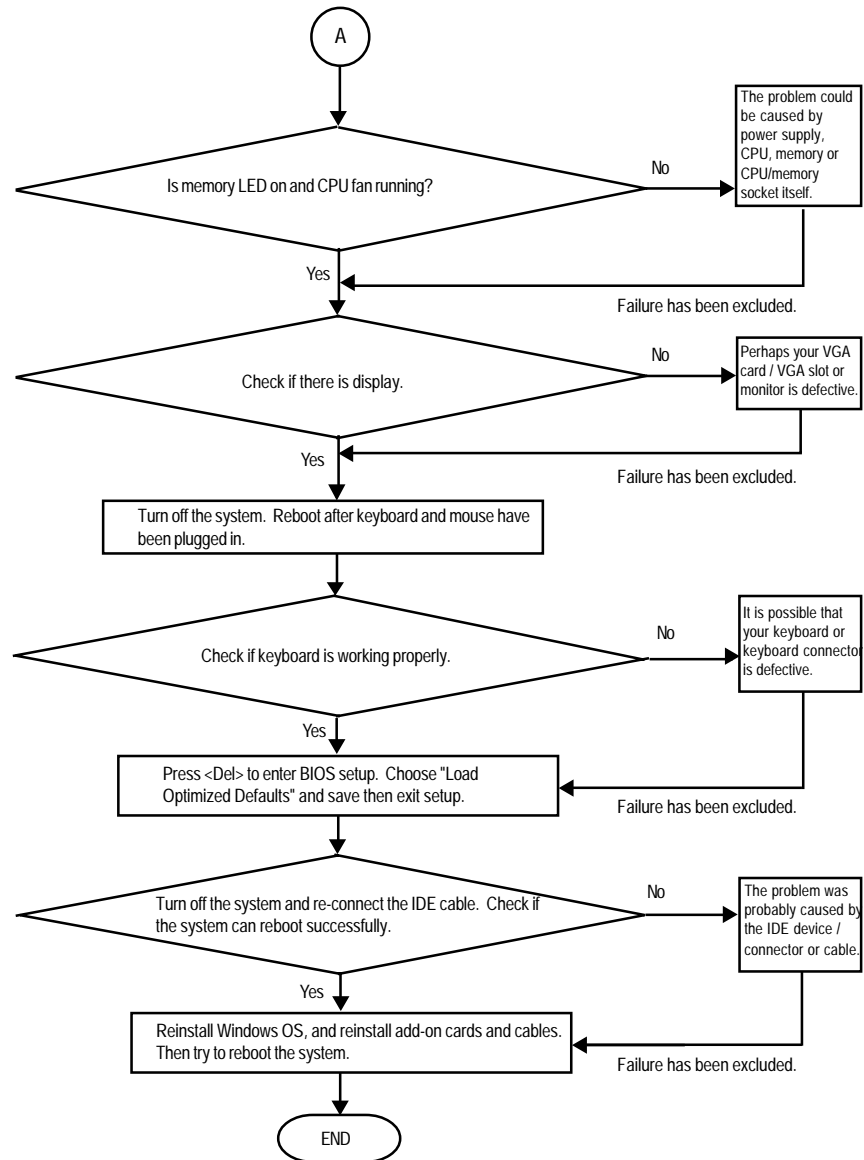 A
Is memory LED on and CPU fan running?
No
The problem could
be caused by
power supply,
CPU, memory or
CPU/memory
socket itself.
Yes
Failure has been excluded.
Check if there is display.
No
Perhaps your VGA
card / VGA slot or
monitor is defective.
Yes
Failure has been excluded.
Turn off the system. Reboot after keyboard and mouse have
been plugged in.
Check if keyboard is working properly.
No
It is possible that
your keyboard or
keyboard connector
is defective.
Yes
Press <Del> to enter BIOS setup. Choose "Load
Optimized Defaults" and save then exit setup.
Failure has been excluded.
Turn off the system and re-connect the IDE cable. Check if
the system can reboot successfully.
No
The problem was
probably caused by
the IDE device /
connector or cable.
Yes
Reinstall Windows OS, and reinstall add-on cards and cables.
Then try to reboot the system.
Failure has been excluded.
END